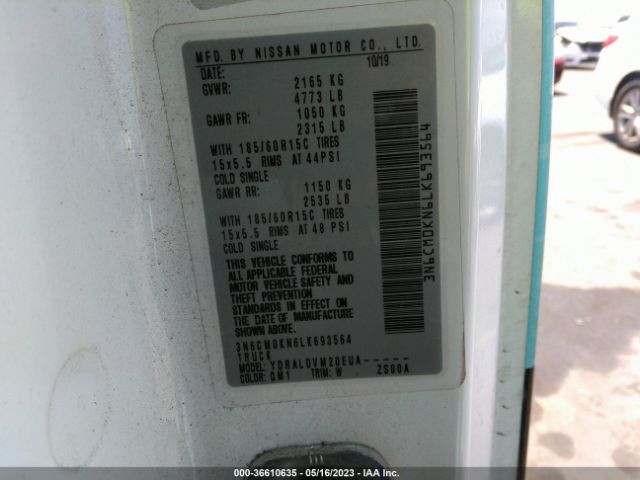 MFD. BY NISSAN MOTOR CO., LTD.
DATE: 10/19
GVWR: 2165 KG
4773 LB
GAWR FR: 1050 KG
2315 LB
WITH 185/60R15C TIRES
15x5.5 RIMS AT 44PSI
COLD SINGLE
GAWR RR: 1150 KG
2535 LB
WITH 185/60R15C TIRES
15x5.5 RIMS AT 48 PSI
COLD SINGLE
THIS VEHICLE CONFORMS TO
ALL APPLICABLE FEDERAL
MOTOR VEHICLE SAFETY AND
THEFT PREVENTION
STANDARDS IN EFFECT ON
THE DATE OF MANUFACTURE
SHOWN ABOVE.
3N6CM0KN6LK693564
TRUCK
MODEL: YDRALDVM20EUA-----
COLOR: QM1 TRIM: W ZS00A
3N6CM0KN6LK693564
000-36610635 - 05/16/2023 - IAA Inc.